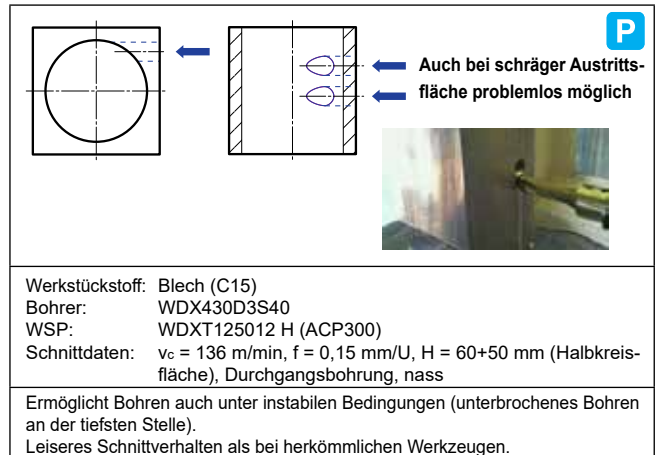 P
Auch bei schräger Austritts-
fläche problemlos möglich
Werkstückstoff: Blech (C15)
Bohrer: WDX430D3S40
WSP: WDXT125012 H (ACP300)
Schnittdaten: vc = 136 m/min, f = 0,15 mm/U, H = 60+50 mm (Halbkreis-
fläche), Durchgangsbohrung, nass
Ermöglicht Bohren auch unter instabilen Bedingungen (unterbrochenes Bohren
an der tiefsten Stelle).
Leiseres Schnittverhalten als bei herkömmlichen Werkzeugen.